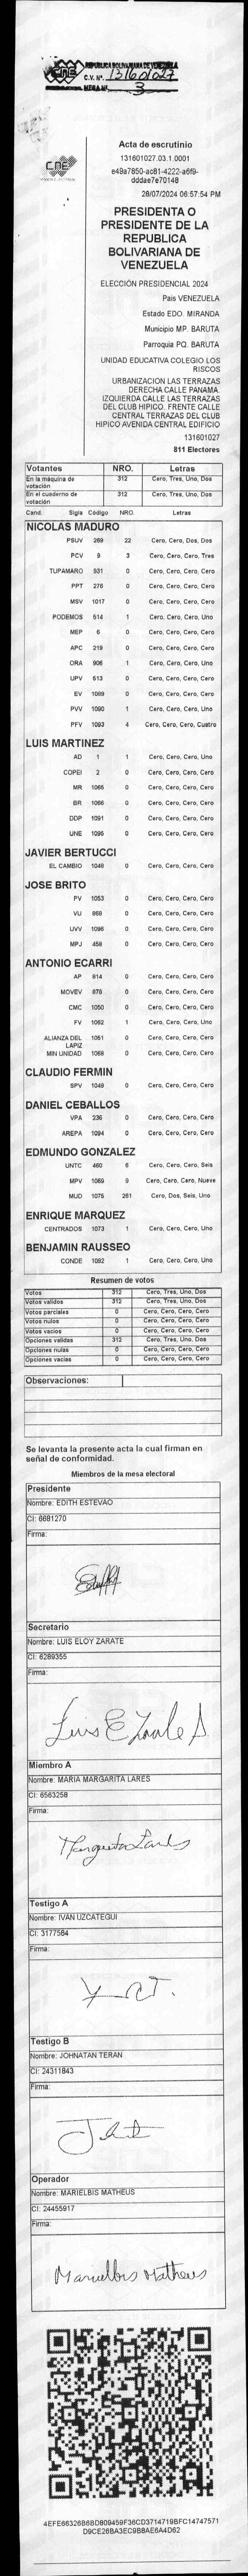 REPUBLICA BOLIVARIANA DE VENEZUELA
CNE
C.V. Nº. 131601027
MESA Nº. 3
Acta de escrutinio
131601027.03.1.0001
CNE
28/07/2024 06:57:54 PM
PRESIDENTA O
PRESIDENTE DE LA
REPUBLICA
BOLIVARIANA DE
VENEZUELA
ELECCIÓN PRESIDENCIAL 2024
Pais VENEZUELA
Estado EDO. MIRANDA
Municipio MP. BARUTA
Parroquia PQ. BARUTA
UNIDAD EDUCATIVA COLEGIO LOS
RISCOS
URBANIZACION LAS TERRAZAS
DERECHA CALLE PANAMA.
IZQUIERDA CALLE LAS TERRAZAS
DEL CLUB HIPICO. FRENTE CALLE
CENTRAL TERRAZAS DEL CLUB
HIPICO AVENIDA CENTRAL EDIFICIO
131601027
811 Electores
Votantes NRO. Letras
En la máquina de votación 312 Cero, Tres, Uno, Dos
En el cuaderno de votación 312 Cero, Tres, Uno, Dos
Cand. Sigla Código NRO. Letras
NICOLAS MADURO
PSUV 269 22 Cero, Cero, Dos, Dos
PCV 9 3 Cero, Cero, Cero, Tres
TUPAMARO 931 0 Cero, Cero, Cero, Cero
PPT 276 0 Cero, Cero, Cero, Cero
MSV 1017 0 Cero, Cero, Cero, Cero
PODEMOS 514 1 Cero, Cero, Cero, Uno
MEP 6 0 Cero, Cero, Cero, Cero
APC 219 0 Cero, Cero, Cero, Cero
ORA 906 1 Cero, Cero, Cero, Uno
UPV 613 0 Cero, Cero, Cero, Cero
EV 1089 0 Cero, Cero, Cero, Cero
PVV 1090 1 Cero, Cero, Cero, Uno
PFV 1093 4 Cero, Cero, Cero, Cuatro
LUIS MARTINEZ
AD 1 1 Cero, Cero, Cero, Uno
COPEI 2 0 Cero, Cero, Cero, Cero
MR 1065 0 Cero, Cero, Cero, Cero
BR 1066 0 Cero, Cero, Cero, Cero
DDP 1091 0 Cero, Cero, Cero, Cero
UNE 1095 0 Cero, Cero, Cero, Cero
JAVIER BERTUCCI
EL CAMBIO 1048 0 Cero, Cero, Cero, Cero
JOSE BRITO
PV 1053 0 Cero, Cero, Cero, Cero
VU 869 0 Cero, Cero, Cero, Cero
UVV 1096 0 Cero, Cero, Cero, Cero
MPJ 458 0 Cero, Cero, Cero, Cero
ANTONIO ECARRI
AP 814 0 Cero, Cero, Cero, Cero
MOVEV 876 0 Cero, Cero, Cero, Cero
CMC 1050 0 Cero, Cero, Cero, Cero
FV 1062 1 Cero, Cero, Cero, Uno
ALIANZA DEL LAPIZ 1051 0 Cero, Cero, Cero, Cero
MIN UNIDAD 1068 0 Cero, Cero, Cero, Cero
CLAUDIO FERMIN
SPV 1049 0 Cero, Cero, Cero, Cero
DANIEL CEBALLOS
VPA 236 0 Cero, Cero, Cero, Cero
AREPA 1094 0 Cero, Cero, Cero, Cero
EDMUNDO GONZALEZ
UNTC 460 6 Cero, Cero, Cero, Seis
MPV 1069 9 Cero, Cero, Cero, Nueve
MUD 1075 261 Cero, Dos, Seis, Uno
ENRIQUE MARQUEZ
CENTRADOS 1073 1 Cero, Cero, Cero, Uno
BENJAMIN RAUSSEO
CONDE 1092 1 Cero, Cero, Cero, Uno
Resumen de votos
Votos 312 Cero, Tres, Uno, Dos
Votos validos 312 Cero, Tres, Uno, Dos
Votos parciales 0 Cero, Cero, Cero, Cero
Votos nulos 0 Cero, Cero, Cero, Cero
Votos vacios 0 Cero, Cero, Cero, Cero
Opciones validas 312 Cero, Tres, Uno, Dos
Opciones nulas 0 Cero, Cero, Cero, Cero
Opciones vacias 0 Cero, Cero, Cero, Cero
Observaciones:
Se levanta la presente acta la cual firman en
señal de conformidad.
Miembros de la mesa electoral
Presidente
Nombre: EDITH ESTEVAO
CI: 6681270
Firma:
Secretario
Nombre: LUIS ELOY ZARATE
CI: 6289355
Firma:
Luis E Zarate A
Miembro A
Nombre: MARIA MARGARITA LARES
CI: 6563258
Firma:
Margarita Lares
Testigo A
Nombre: IVAN UZCATEGUI
CI: 3177564
Firma:
Testigo B
Nombre: JOHNATAN TERAN
CI: 24311843
Firma:
Operador
Nombre: MARIELBIS MATHEUS
CI: 24455917
Firma:
Marielbis Matheus